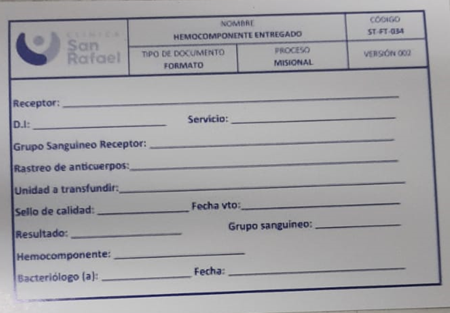 CLINICA
San
Rafael
NOMBRE
HEMOCOMPONENTE ENTREGADO
CÓDIGO
ST-FT-034
TIPO DE DOCUMENTO
FORMATO
PROCESO
MISIONAL
VERSIÓN 002
Receptor:
D.I: Servicio:
Grupo Sanguineo Receptor:
Rastreo de anticuerpos:
Unidad a transfundir:
Sello de calidad: Fecha vto:
Resultado: Grupo sanguineo:
Hemocomponente:
Bacteriólogo (a): Fecha: